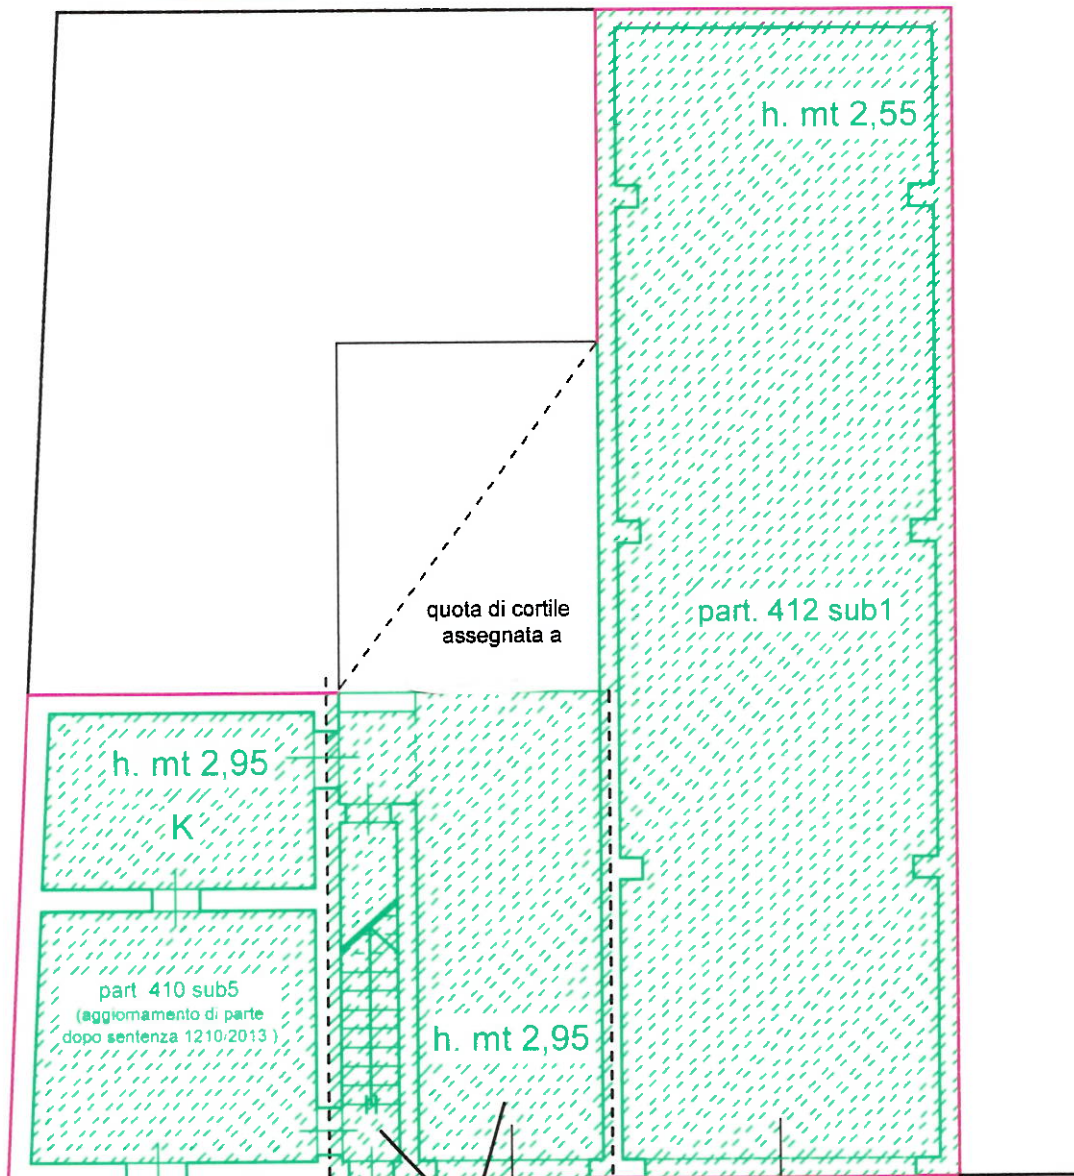 h. mt 2,55
quota di cortile
assegnata a
part. 412 sub1
h. mt 2,95
K
part 410 sub5
(aggiornamento di parte
dopo sentenza 1210/2013 )
h. mt 2,95